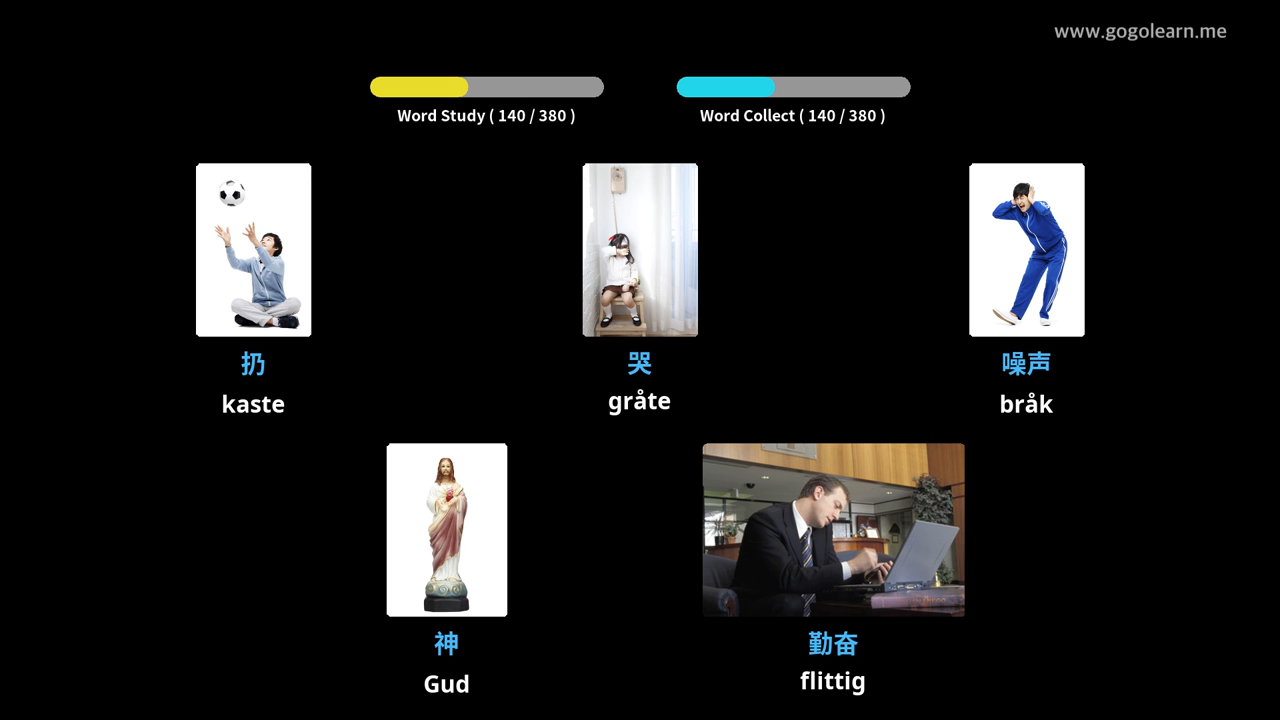 www.gogolearn.me
Word Study ( 140 / 380 )
Word Collect ( 140 / 380 )
扔
kaste
哭
gråte
噪声
bråk
神
Gud
勤奋
flittig